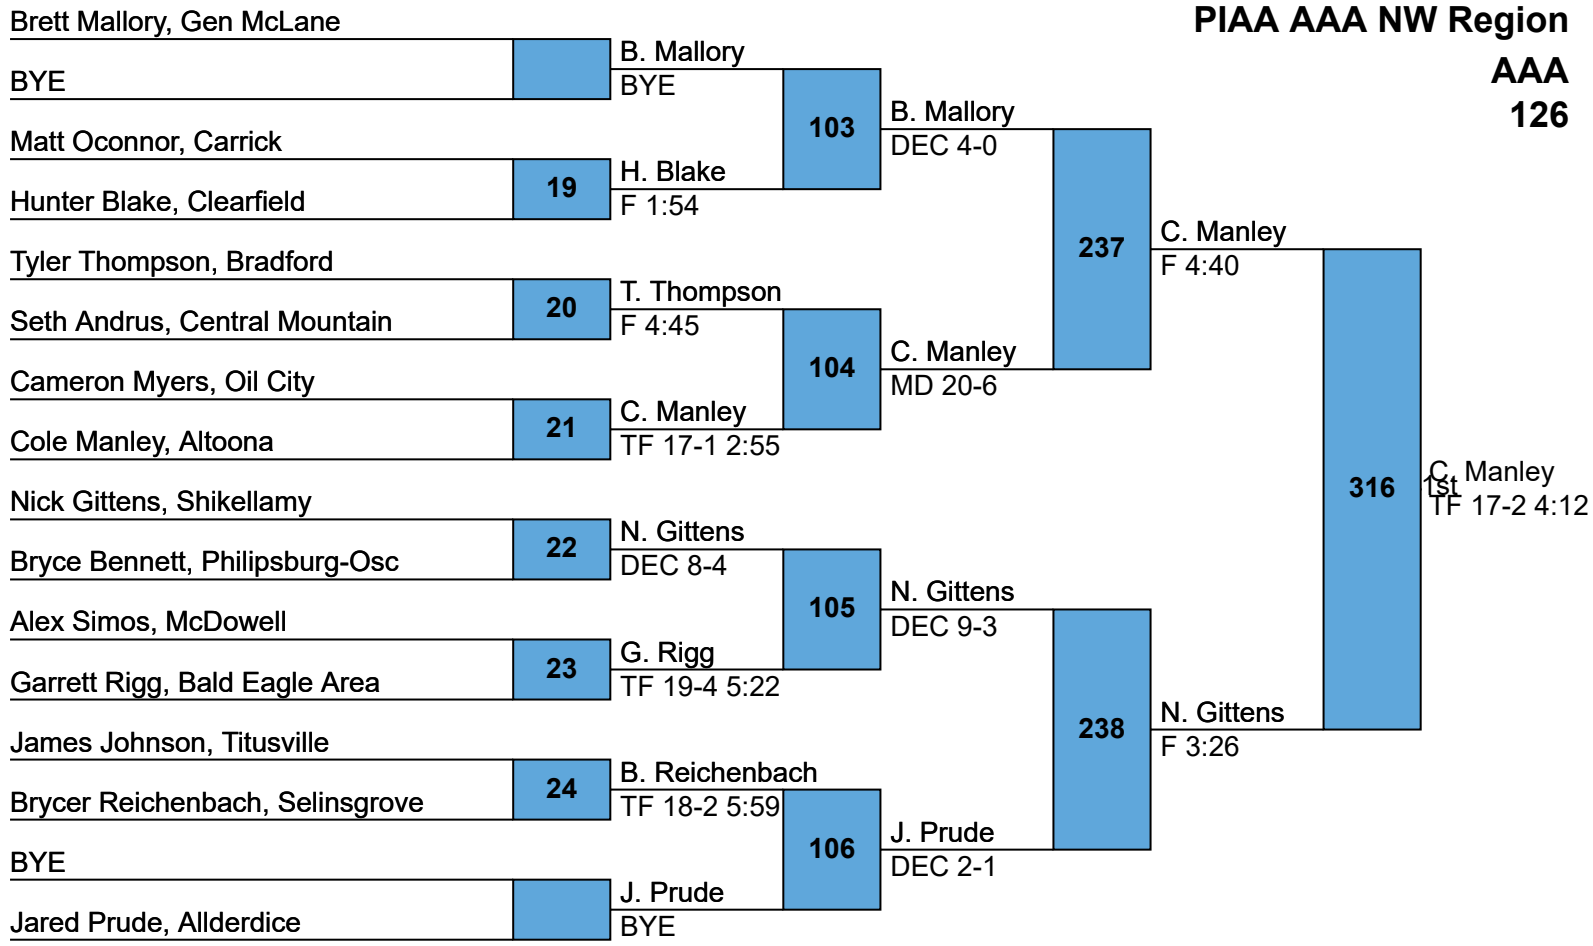 PIAA AAA NW Region
AAA
126
Brett Mallory, Gen McLane
BYE
Matt Oconnor, Carrick
Hunter Blake, Clearfield
Tyler Thompson, Bradford
Seth Andrus, Central Mountain
Cameron Myers, Oil City
Cole Manley, Altoona
Nick Gittens, Shikellamy
Bryce Bennett, Philipsburg-Osc
Alex Simos, McDowell
Garrett Rigg, Bald Eagle Area
James Johnson, Titusville
Brycer Reichenbach, Selinsgrove
BYE
Jared Prude, Allderdice
19
20
21
22
23
24
B. Mallory
BYE
H. Blake
F 1:54
T. Thompson
F 4:45
C. Manley
TF 17-1 2:55
N. Gittens
DEC 8-4
G. Rigg
TF 19-4 5:22
B. Reichenbach
TF 18-2 5:59
J. Prude
BYE
103
104
105
106
B. Mallory
DEC 4-0
C. Manley
MD 20-6
N. Gittens
DEC 9-3
J. Prude
DEC 2-1
237
238
C. Manley
F 4:40
N. Gittens
F 3:26
316
C. Manley
1st
TF 17-2 4:12